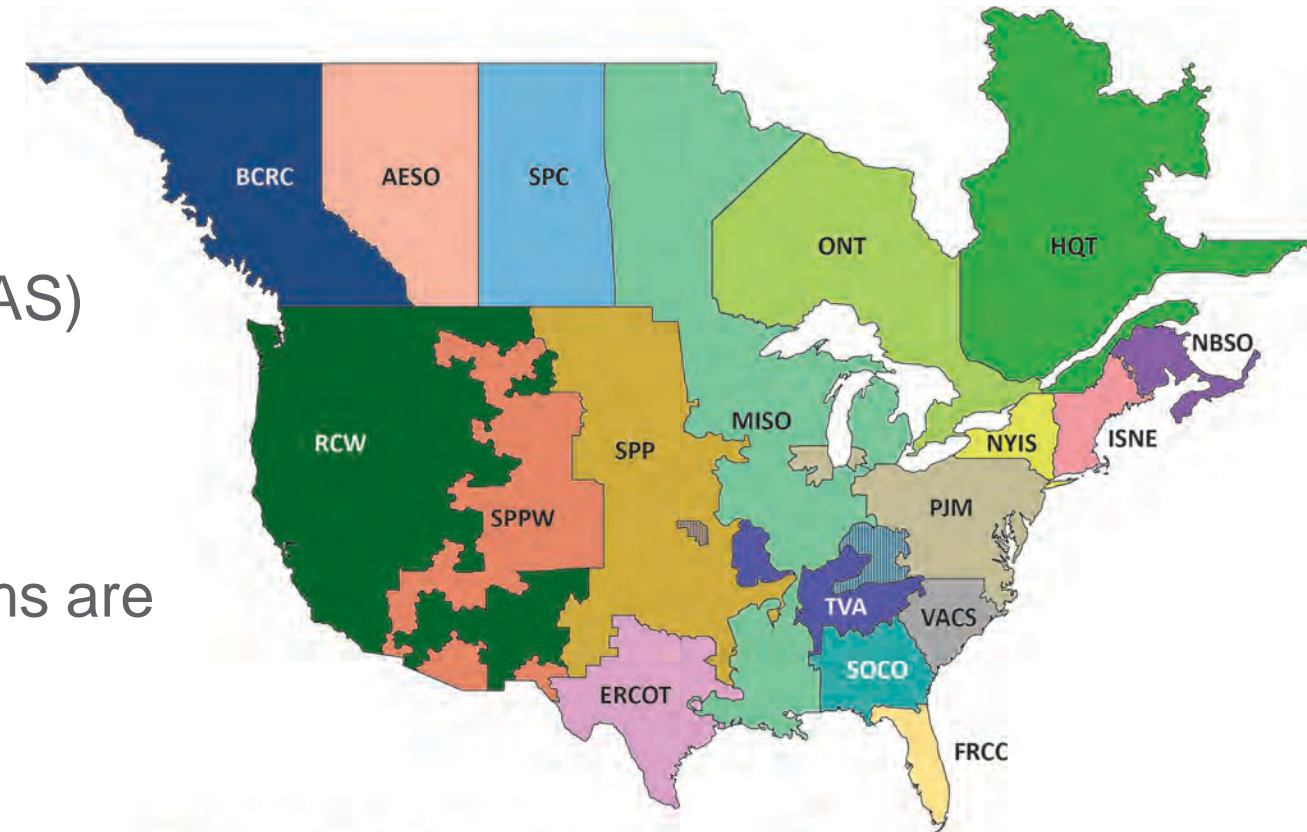 BCRC
AESO
SPC
ONT
HQT
AS)
NBSO
RCW
MISO
NYIS
ISNE
SPP
PJM
SPPW
ns are
TVA
VACS
SOCO
ERCOT
FRCC